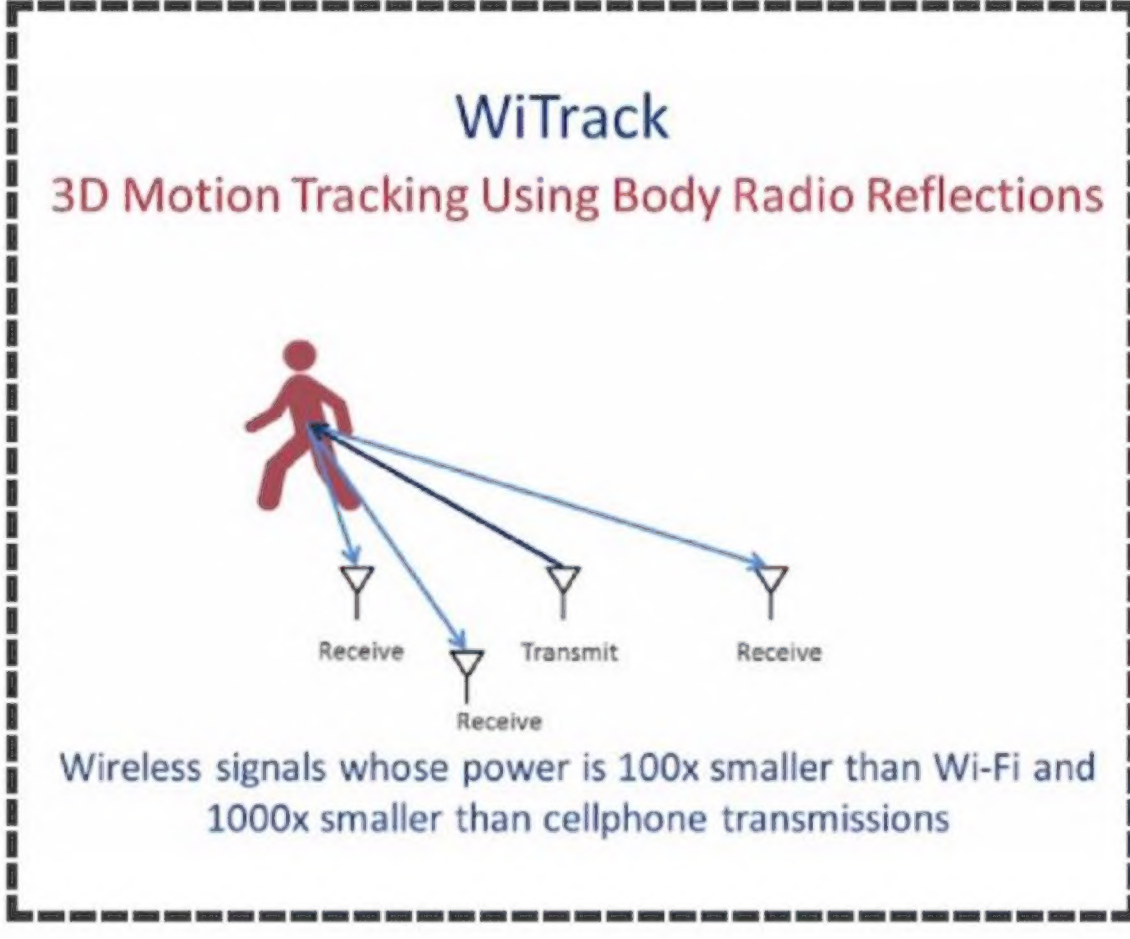 WiTrack
3D Motion Tracking Using Body Radio Reflections
Receive
Transmit
Receive
Receive
Wireless signals whose power is 100x smaller than Wi-Fi and
1000x smaller than cellphone transmissions